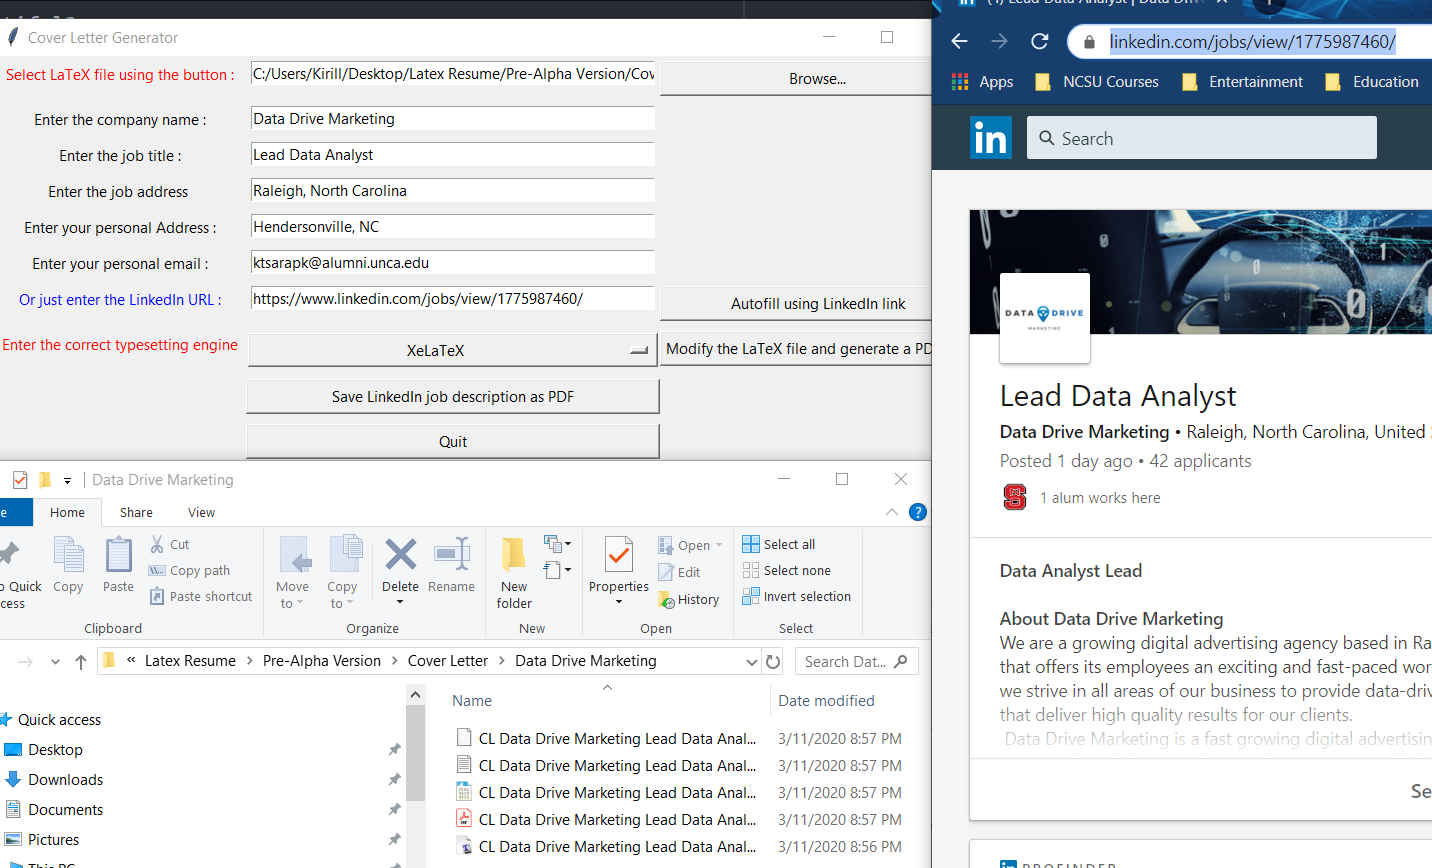 Cover Letter Generator
Select LaTeX file using the button :
C:/Users/Kirill/Desktop/Latex Resume/Pre-Alpha Version/Cov
Browse...
Enter the company name :
Data Drive Marketing
Enter the job title :
Lead Data Analyst
Enter the job address
Raleigh, North Carolina
Enter your personal Address :
Hendersonville, NC
Enter your personal email :
ktsarapk@alumni.unca.edu
Or just enter the LinkedIn URL :
https://www.linkedin.com/jobs/view/1775987460/
Autofill using LinkedIn link
Enter the correct typesetting engine
XeLaTeX
Modify the LaTeX file and generate a PD
Save LinkedIn job description as PDF
Quit
Data Drive Marketing
e
Home
Share
View
?
o Quick
cess
Copy
Paste
Cut
Copy path
Paste shortcut
Clipboard
Move
to
Copy
to
Delete
Rename
Organize
New
folder
New
Properties
Open
Edit
History
Open
Select all
Select none
Invert selection
Select
« Latex Resume > Pre-Alpha Version > Cover Letter > Data Drive Marketing
Search Dat...
Quick access
Desktop
Downloads
Documents
Pictures
This PC
Name
Date modified
CL Data Drive Marketing Lead Data Anal... 3/11/2020 8:57 PM
CL Data Drive Marketing Lead Data Anal... 3/11/2020 8:57 PM
CL Data Drive Marketing Lead Data Anal... 3/11/2020 8:57 PM
CL Data Drive Marketing Lead Data Anal... 3/11/2020 8:57 PM
CL Data Drive Marketing Lead Data Anal... 3/11/2020 8:56 PM
(1) Lead Data Analyst | Data Driv
linkedin.com/jobs/view/1775987460/
Apps
NCSU Courses
Entertainment
Education
in
Search
DATA DRIVE
MARKETING
Lead Data Analyst
Data Drive Marketing • Raleigh, North Carolina, United
Posted 1 day ago • 42 applicants
1 alum works here
Data Analyst Lead
About Data Drive Marketing
We are a growing digital advertising agency based in Ra
that offers its employees an exciting and fast-paced wor
we strive in all areas of our business to provide data-driv
that deliver high quality results for our clients.
Data Drive Marketing is a fast growing digital advertisin
Se
in PROFINDER